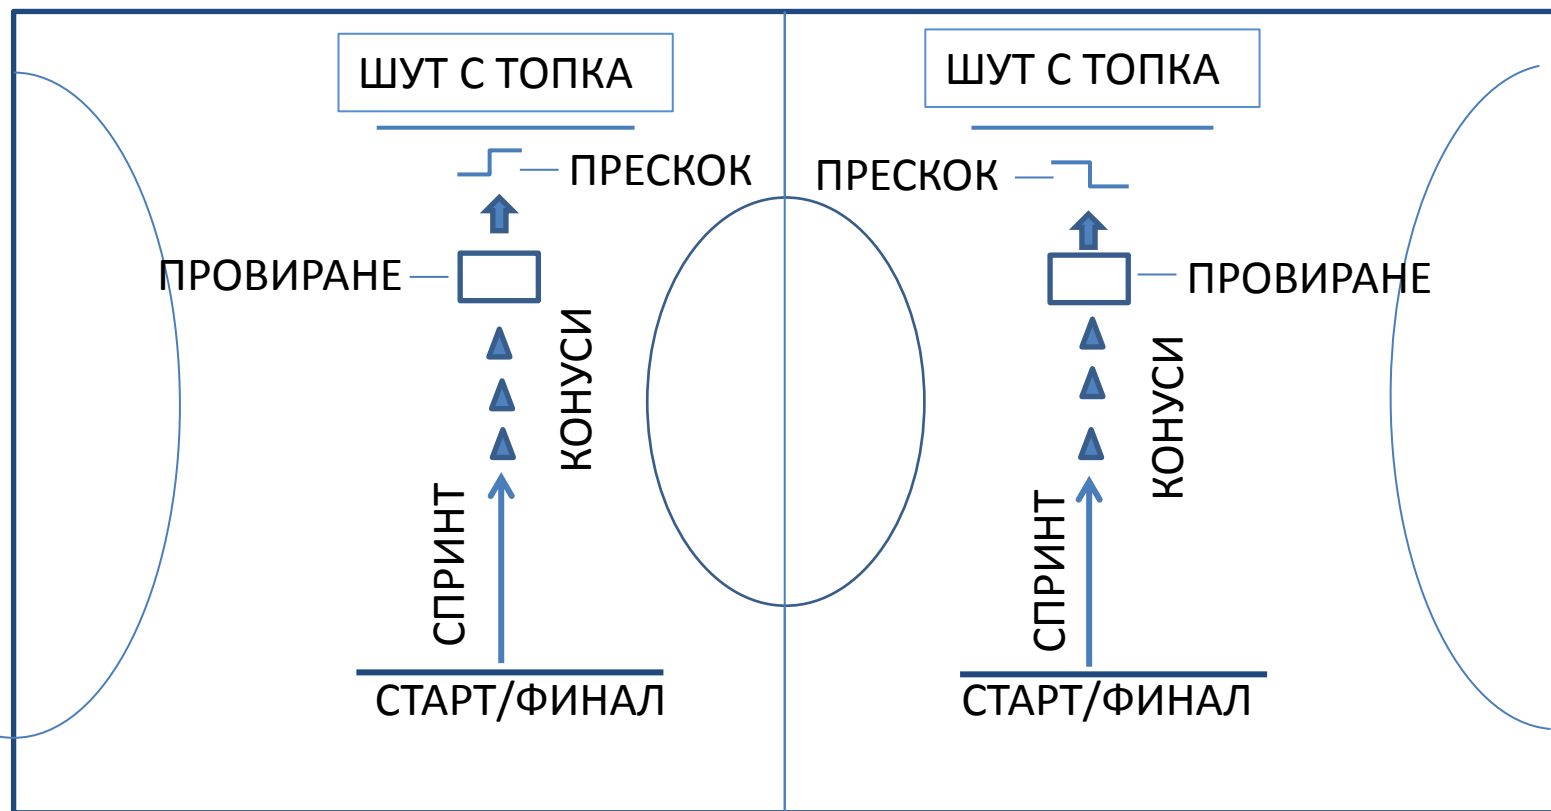 ШУТ С ТОПКА
ПРЕСКОК
ПРОВИРАНЕ
КОНУСИ
СПРИНТ
СТАРТ/ФИНАЛ
ШУТ С ТОПКА
ПРЕСКОК
ПРОВИРАНЕ
КОНУСИ
СПРИНТ
СТАРТ/ФИНАЛ